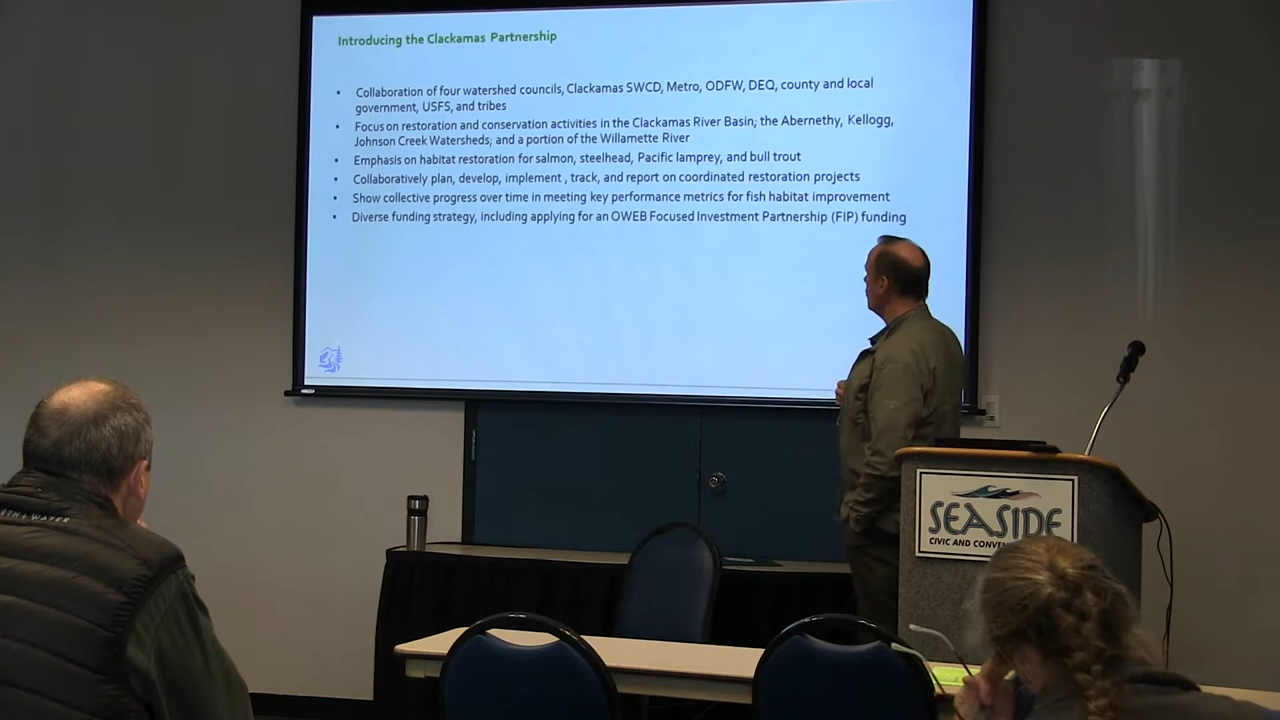 Introducing the Clackamas Partnership
• Collaboration of four watershed councils, Clackamas SWCD, Metro, ODFW, DEQ, county and local
government, USFS, and tribes
• Focus on restoration and conservation activities in the Clackamas River Basin; the Abernethy, Kellogg,
Johnson Creek Watersheds; and a portion of the Willamette River
• Emphasis on habitat restoration for salmon, steelhead, Pacific lamprey, and bull trout
• Collaboratively plan, develop, implement , track, and report on coordinated restoration projects
• Show collective progress over time in meeting key performance metrics for fish habitat improvement
• Diverse funding strategy, including applying for an OWEB Focused Investment Partnership (FIP) funding
SEASIDE
CIVIC AND
WATER